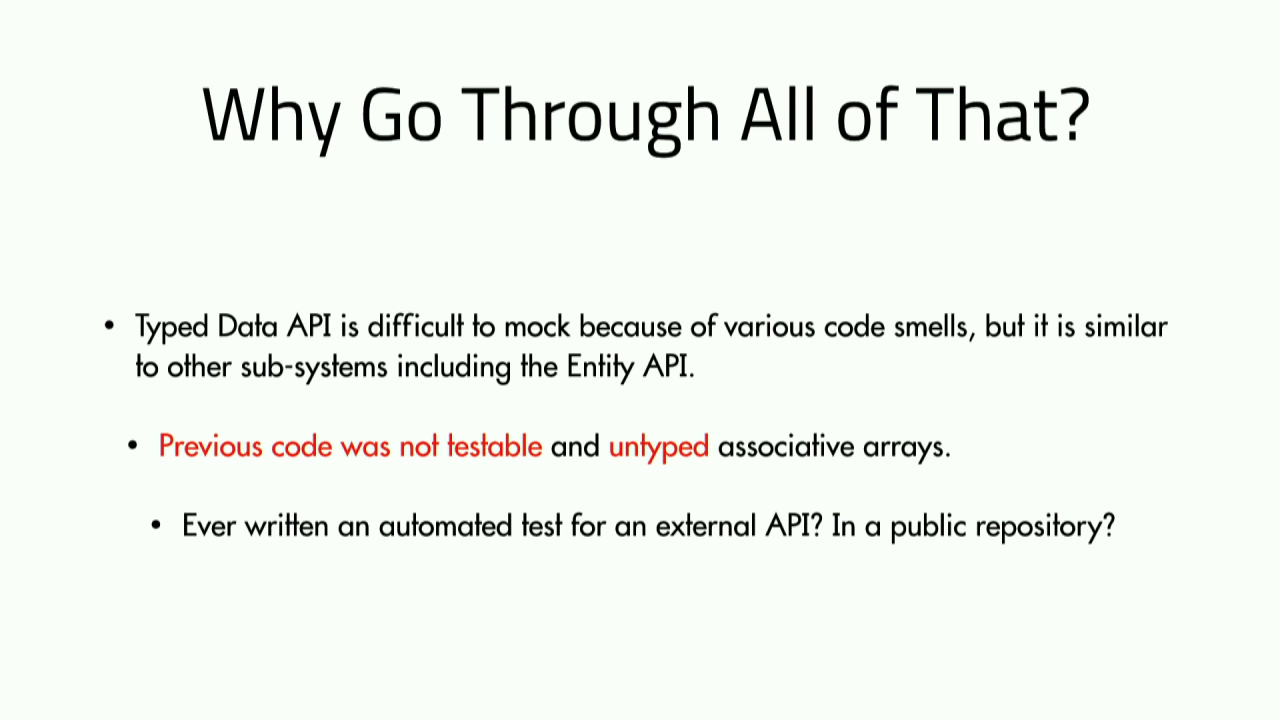 Why Go Through All of That?
• Typed Data API is difficult to mock because of various code smells, but it is similar
to other sub-systems including the Entity API.
• Previous code was not testable and untyped associative arrays.
• Ever written an automated test for an external API? In a public repository?